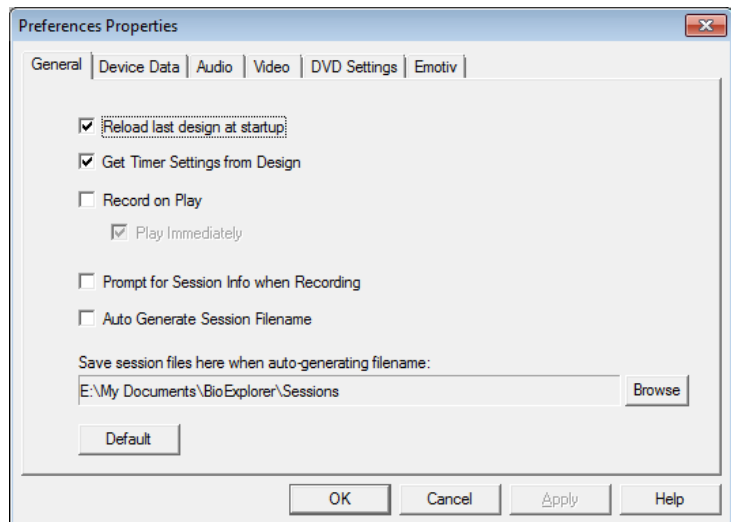 Preferences Properties
General Device Data Audio Video DVD Settings Emotiv
Reload last design at startup
Get Timer Settings from Design
Record on Play
Play Immediately
Prompt for Session Info when Recording
Auto Generate Session Filename
Save session files here when auto-generating filename:
E:\My Documents\BioExplorer\Sessions Browse
Default
OK Cancel Apply Help